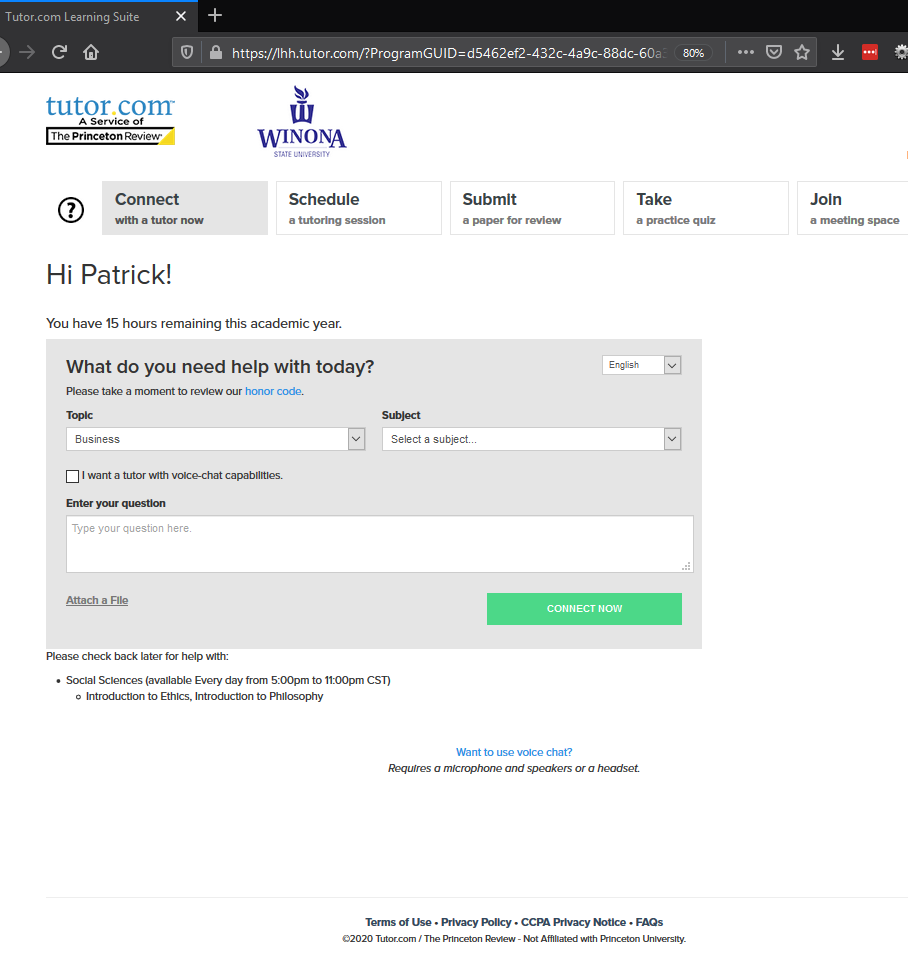 Tutor.com Learning Suite
https://lhh.tutor.com/?ProgramGUID=d5462ef2-432c-4a9c-88dc-60a
80%
tutor.com
A Service of
The Princeton Review
WINONA
STATE UNIVERSITY
Connect
with a tutor now
Schedule
a tutoring session
Submit
a paper for review
Take
a practice quiz
Join
a meeting space
Hi Patrick!
You have 15 hours remaining this academic year.
What do you need help with today?
English
Please take a moment to review our honor code.
Topic
Subject
Business
Select a subject...
I want a tutor with voice-chat capabilities.
Enter your question
Type your question here.
Attach a File
CONNECT NOW
Please check back later for help with:
• Social Sciences (available Every day from 5:00pm to 11:00pm CST)
Introduction to Ethics, Introduction to Philosophy
Want to use voice chat?
Requires a microphone and speakers or a headset.
Terms of Use • Privacy Policy • CCPA Privacy Notice • FAQs
©2020 Tutor.com / The Princeton Review - Not Affiliated with Princeton University.